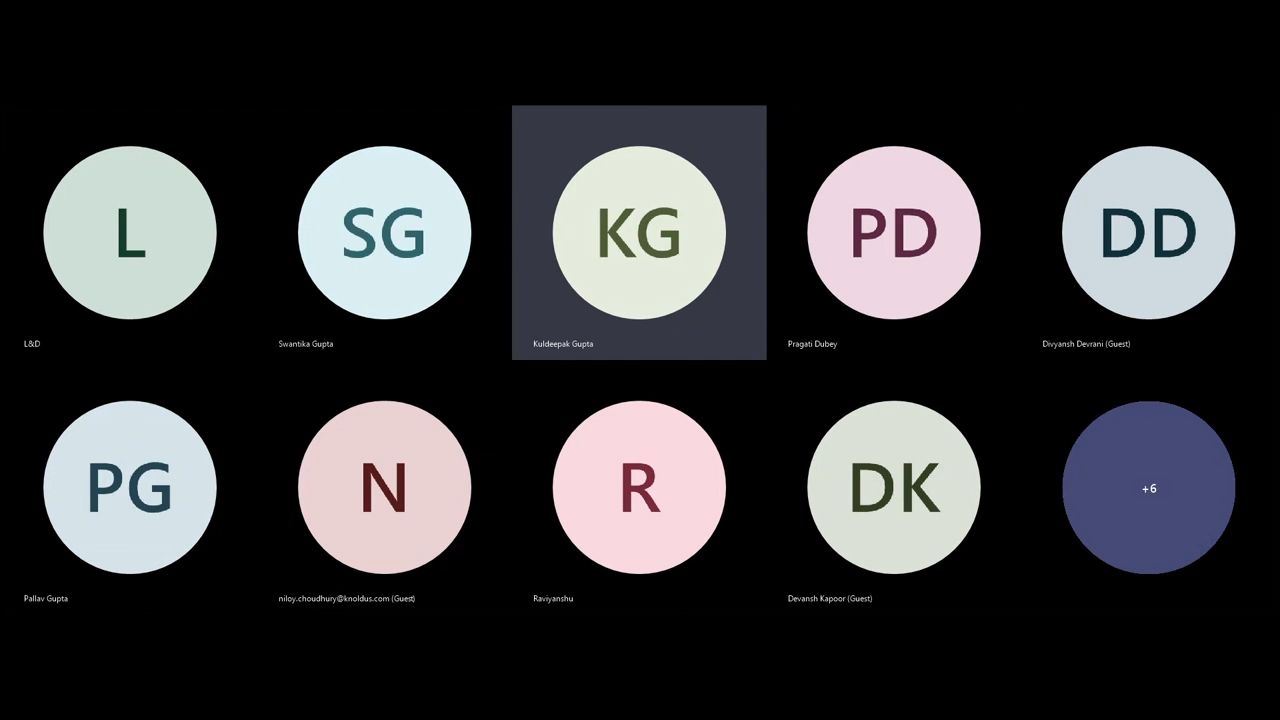 L
SG
KG
PD
DD
L&D
Swantika Gupta
Kuldeepak Gupta
Pragati Dubey
Divyansh Devrani (Guest)
PG
N
R
DK
+6
Pallav Gupta
niloy.choudhury@knoldus.com (Guest)
Raviyanshu
Devansh Kapoor (Guest)